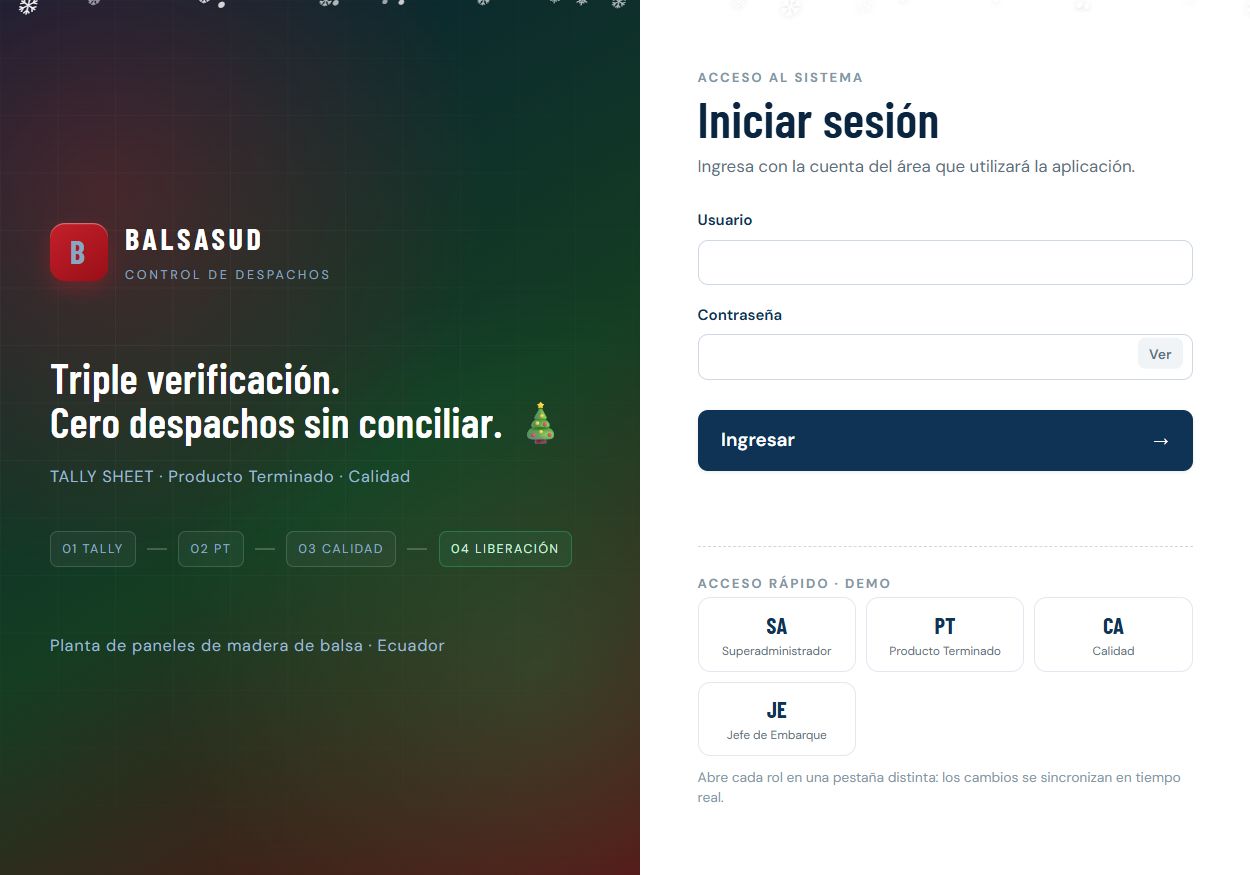 B
BALSASUD
CONTROL DE DESPACHOS
Triple verificación.
Cero despachos sin conciliar. 🎄
TALLY SHEET · Producto Terminado · Calidad
01 TALLY — 02 PT — 03 CALIDAD — 04 LIBERACIÓN
Planta de paneles de madera de balsa · Ecuador
ACCESO AL SISTEMA
Iniciar sesión
Ingresa con la cuenta del área que utilizará la aplicación.
Usuario
Contraseña
Ver
Ingresar →
ACCESO RÁPIDO · DEMO
SA
Superadministrador
PT
Producto Terminado
CA
Calidad
JE
Jefe de Embarque
Abre cada rol en una pestaña distinta: los cambios se sincronizan en tiempo
real.